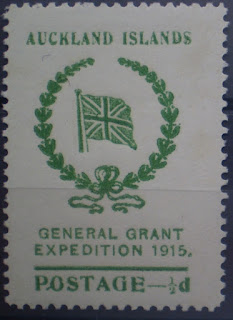 AUCKLAND ISLANDS
GENERAL GRANT
EXPEDITION 1915.
POSTAGE—½d